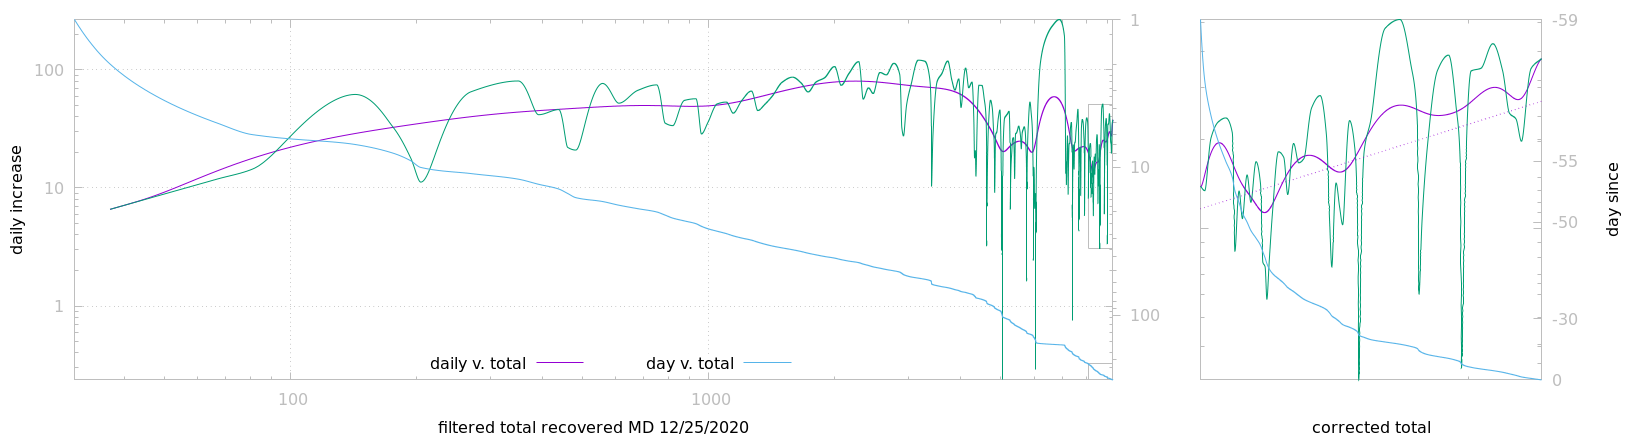 daily increase
100
10
1
daily v. total
day v. total
100
1000
filtered total recovered MD 12/25/2020
1
10
100
-59
-55
-50
-30
0
day since
corrected total